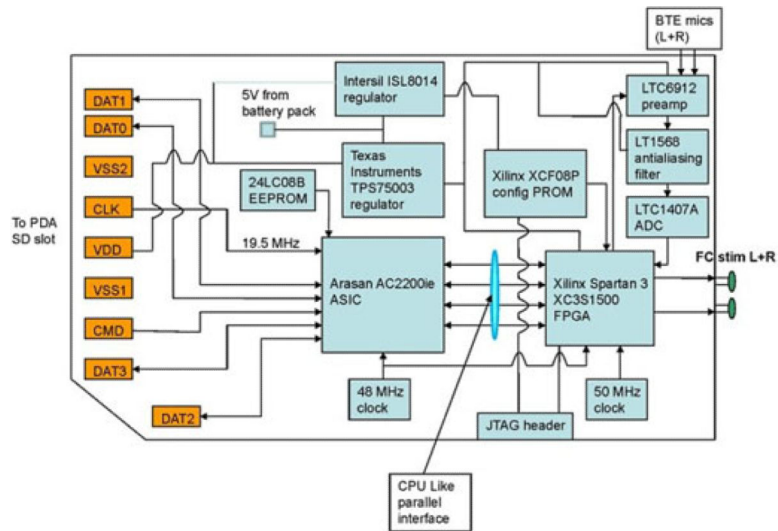 BTE mics
(L+R)
Intersil ISL8014
regulator
LTC6912
preamp
5V from
battery pack
DAT1
DAT0
LT1568
antialiasing
filter
Texas
Instruments
TPS75003
regulator
VSS2
24LC08B
EEPROM
Xilinx XCF08P
config PROM
To PDA
SD slot
CLK
LTC1407A
ADC
VDD
19.5 MHz
FC stim L+R
Arasan AC2200ie
ASIC
Xilinx Spartan 3
XC3S1500
FPGA
VSS1
CMD
DAT3
48 MHz
clock
50 MHz
clock
DAT2
JTAG header
CPU Like
parallel
interface